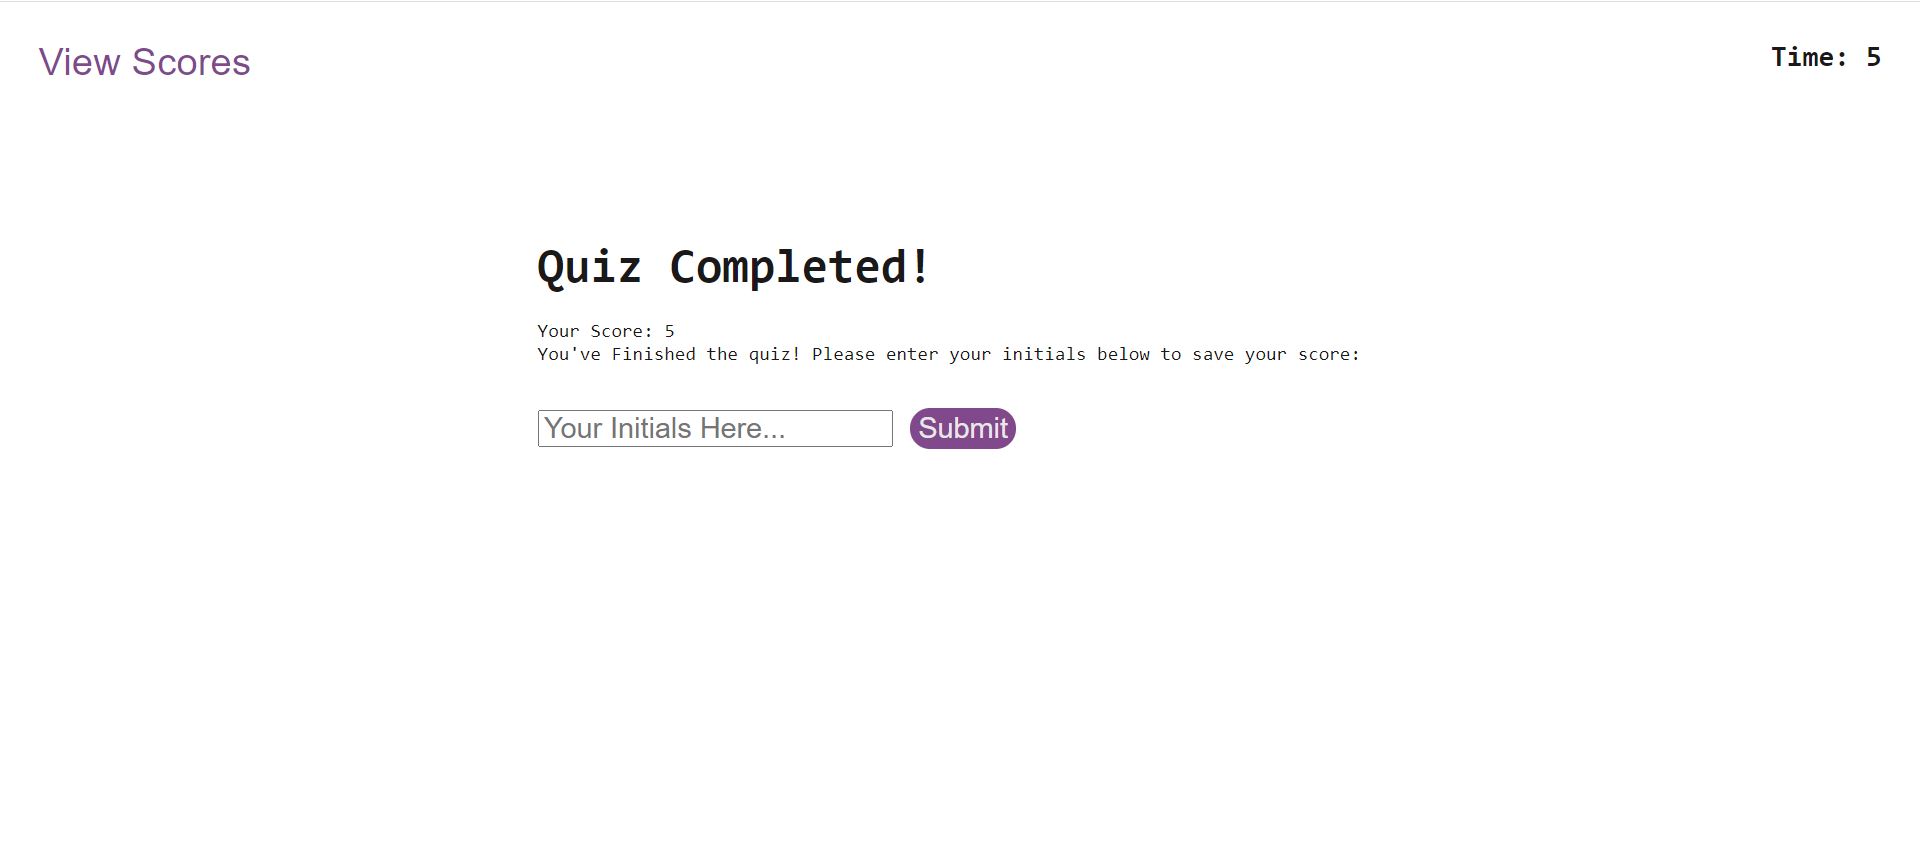 View Scores
Time: 5
Quiz Completed!
Your Score: 5
You've Finished the quiz! Please enter your initials below to save your score:
Your Initials Here...
Submit